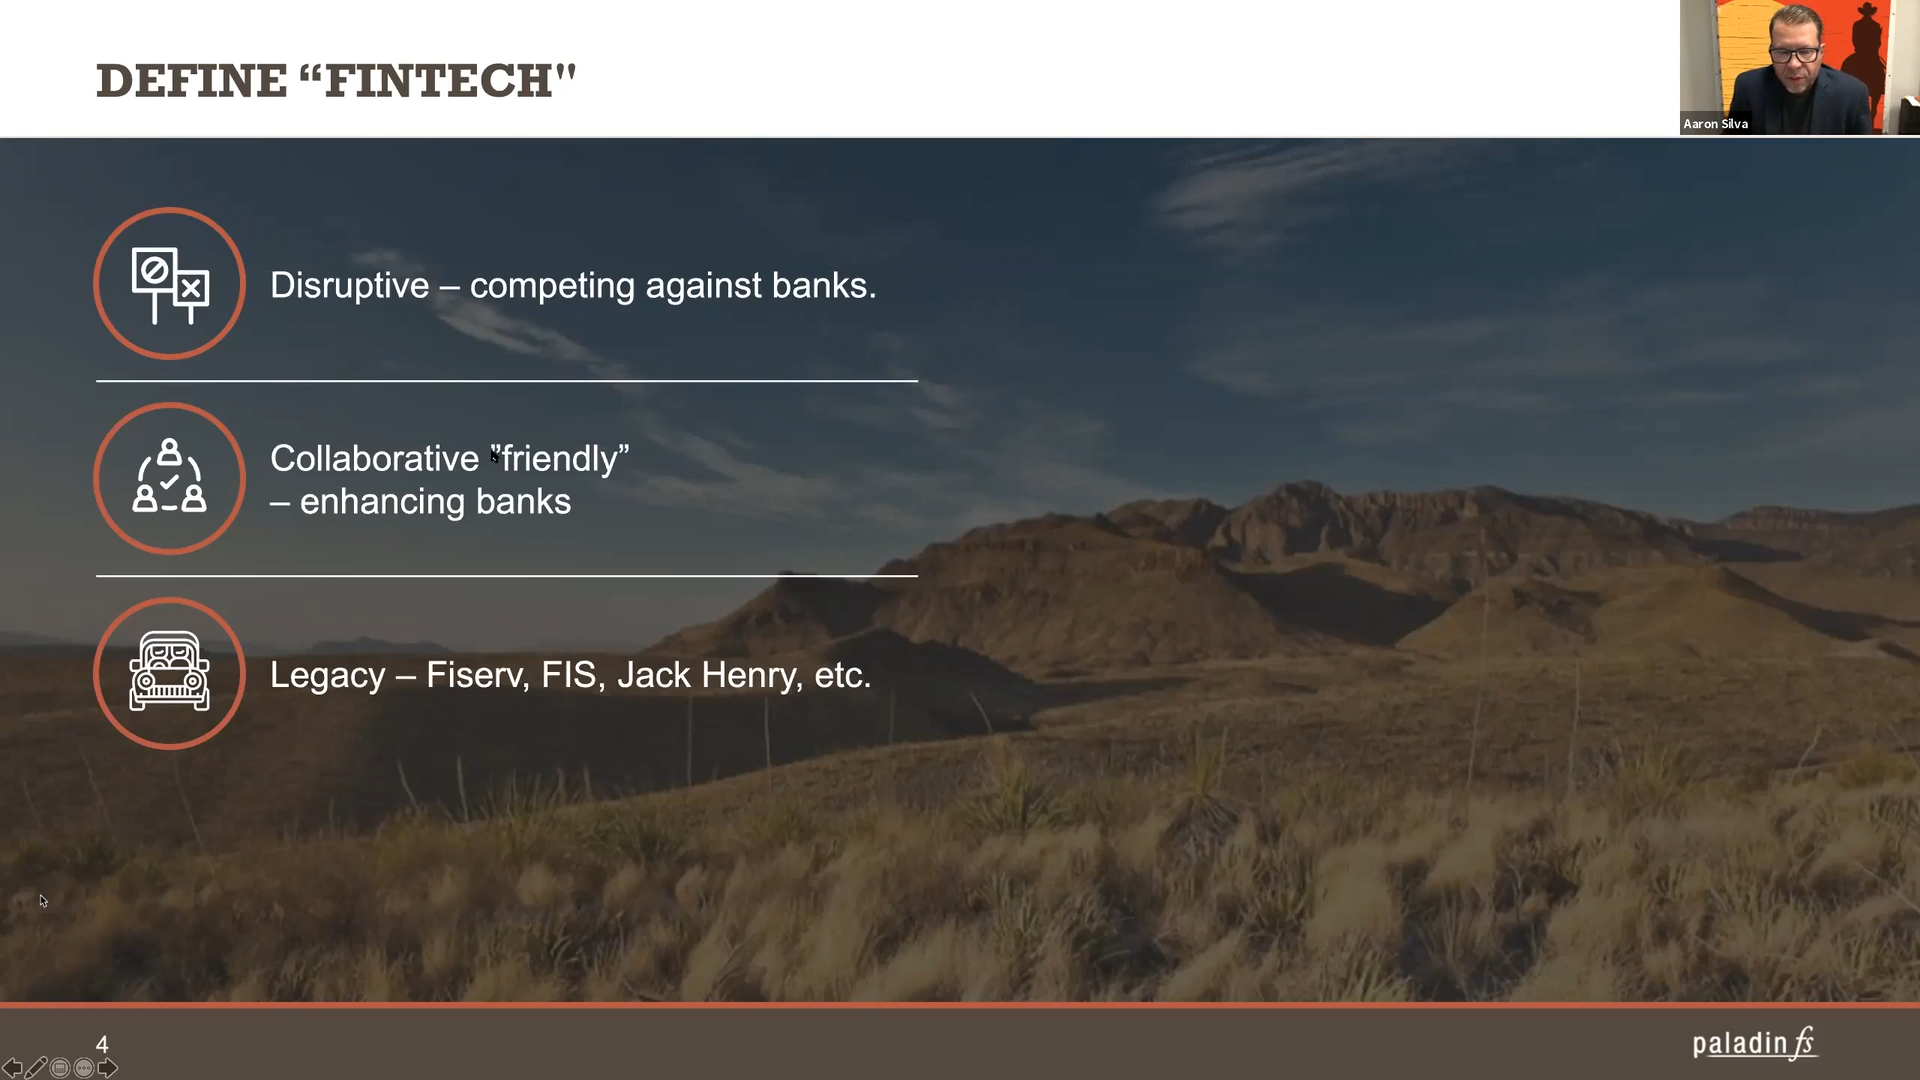 DEFINE “FINTECH"
Aaron Silva
Disruptive – competing against banks.
Collaborative ”friendly”
– enhancing banks
Legacy – Fiserv, FIS, Jack Henry, etc.
4
paladin fs